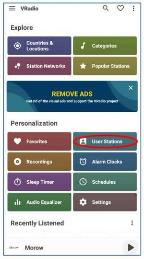 VRadio
Explore
Countries &
Locations
Categories
Station Networks
Popular Stations
REMOVE ADS
Get rid of the visual ads and support the VRadio project
Personalization
Favorites
User Stations
Recordings
Alarm Clocks
Sleep Timer
Schedules
Audio Equalizer
Settings
Recently Listened
Morow